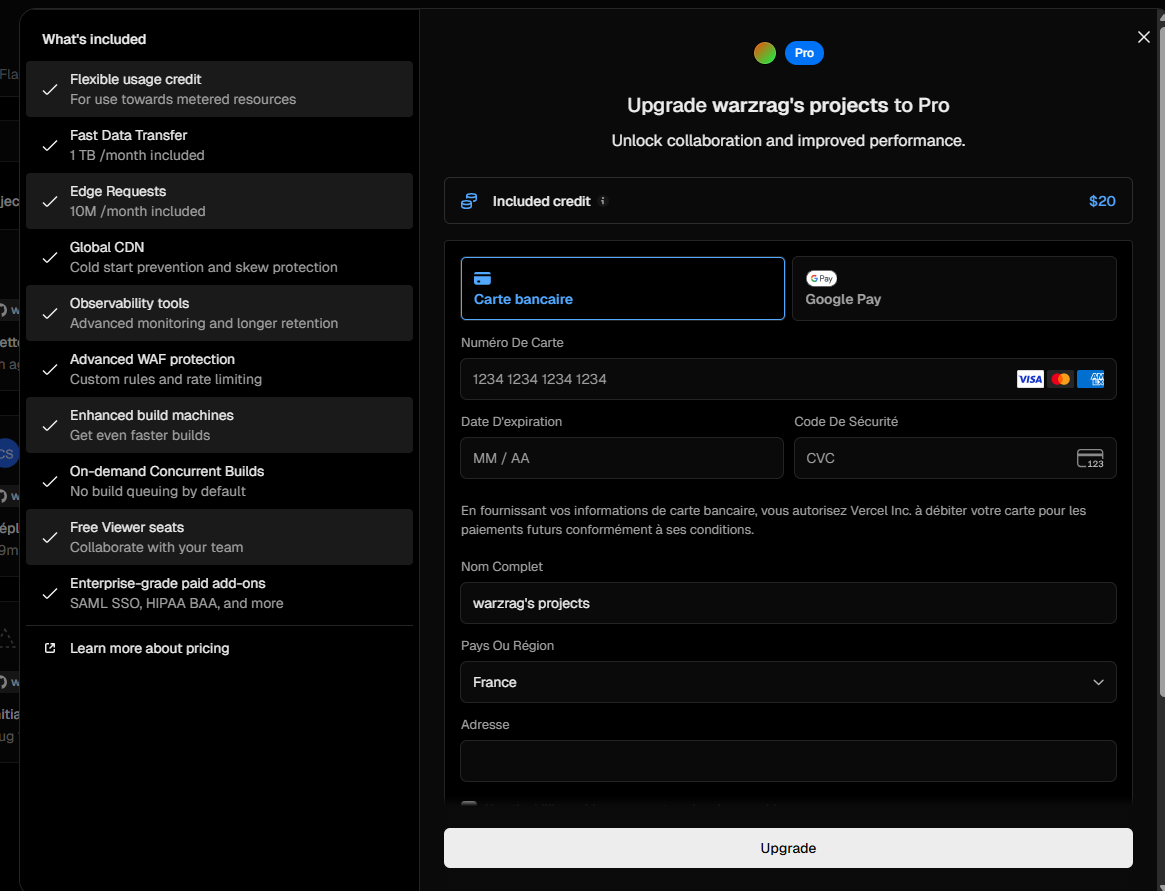 What's included
Flexible usage credit
For use towards metered resources
Fast Data Transfer
1 TB /month included
Edge Requests
10M /month included
Global CDN
Cold start prevention and skew protection
Observability tools
Advanced monitoring and longer retention
Advanced WAF protection
Custom rules and rate limiting
Enhanced build machines
Get even faster builds
On-demand Concurrent Builds
No build queuing by default
Free Viewer seats
Collaborate with your team
Enterprise-grade paid add-ons
SAML SSO, HIPAA BAA, and more
Learn more about pricing
Pro
Upgrade warzrag's projects to Pro
Unlock collaboration and improved performance.
Included credit
$20
Carte bancaire
G Pay
Google Pay
Numéro De Carte
1234 1234 1234 1234
VISA
AMEX
Date D'expiration
Code De Sécurité
MM / AA
CVC
123
En fournissant vos informations de carte bancaire, vous autorisez Vercel Inc. à débiter votre carte pour les
paiements futurs conformément à ses conditions.
Nom Complet
warzrag's projects
Pays Ou Région
France
Adresse
Upgrade